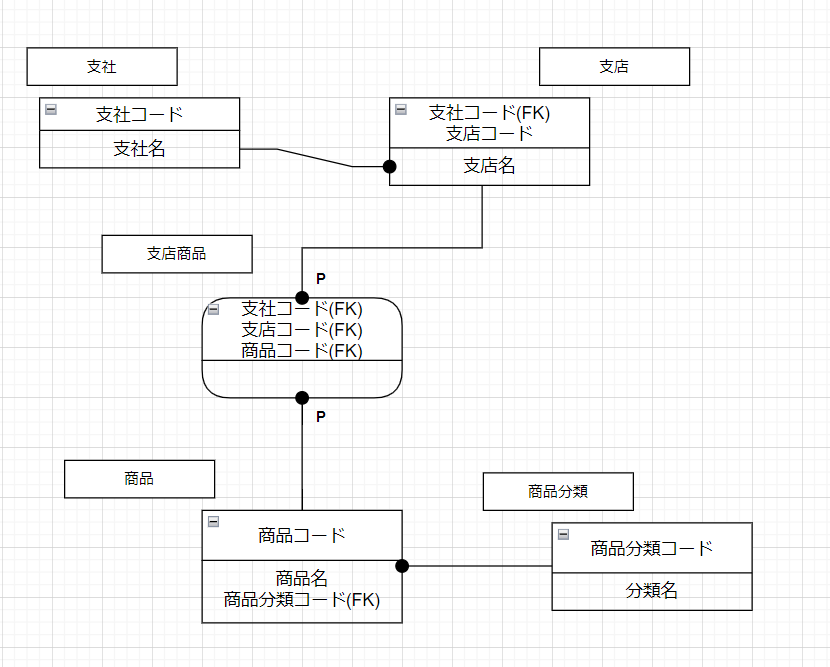 支社
支店
支社コード
支社名
支社コード(FK)
支店コード
支店名
支店商品
P
支社コード(FK)
支店コード(FK)
商品コード(FK)
P
商品
商品分類
商品コード
商品名
商品分類コード(FK)
商品分類コード
分類名